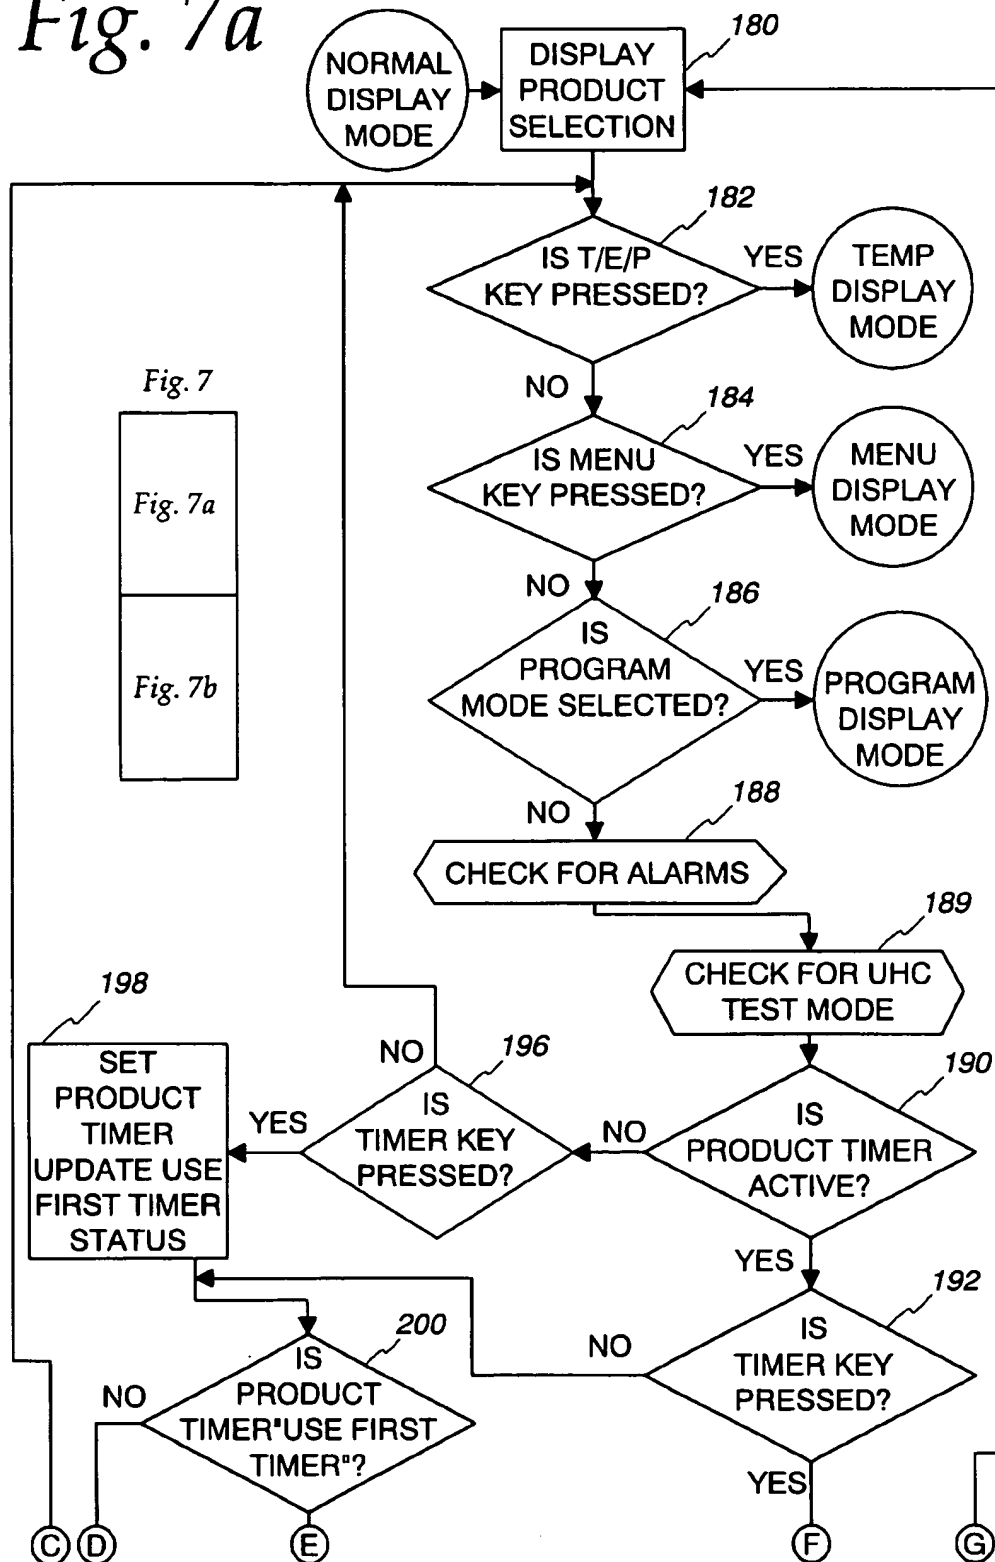 Fig. 7a
180
NORMAL
DISPLAY
MODE
DISPLAY
PRODUCT
SELECTION
182
IS T/E/P
KEY PRESSED?
YES
TEMP
DISPLAY
MODE
NO
Fig. 7
Fig. 7a
Fig. 7b
184
IS MENU
KEY PRESSED?
YES
MENU
DISPLAY
MODE
NO
186
IS
PROGRAM
MODE SELECTED?
YES
PROGRAM
DISPLAY
MODE
NO
188
CHECK FOR ALARMS
189
CHECK FOR UHC
TEST MODE
190
IS
PRODUCT TIMER
ACTIVE?
NO
196
IS
TIMER KEY
PRESSED?
NO
YES
198
SET
PRODUCT
TIMER
UPDATE USE
FIRST TIMER
STATUS
YES
192
IS
TIMER KEY
PRESSED?
NO
200
IS
PRODUCT
TIMER"USE FIRST
TIMER"?
NO
YES
C
D
E
F
G